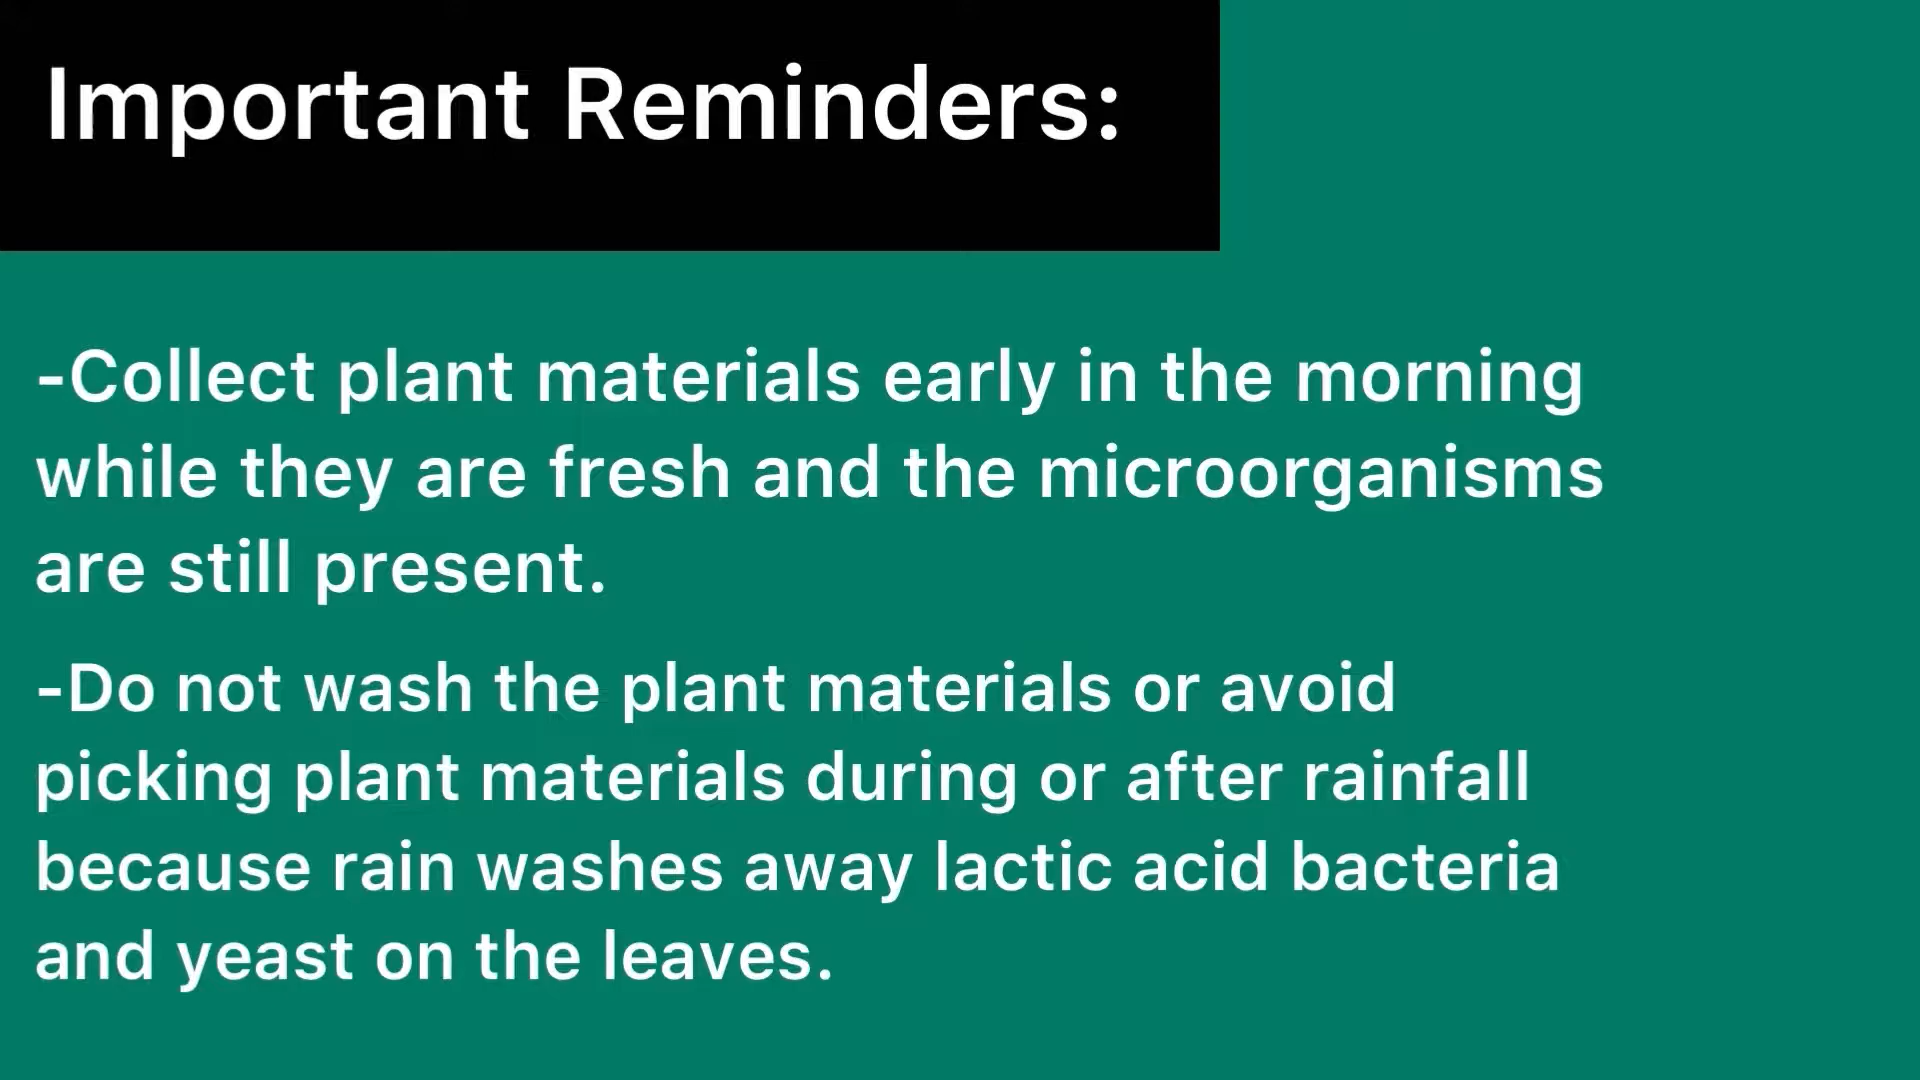 Important Reminders:
-Collect plant materials early in the morning
while they are fresh and the microorganisms
are still present.
-Do not wash the plant materials or avoid
picking plant materials during or after rainfall
because rain washes away lactic acid bacteria
and yeast on the leaves.